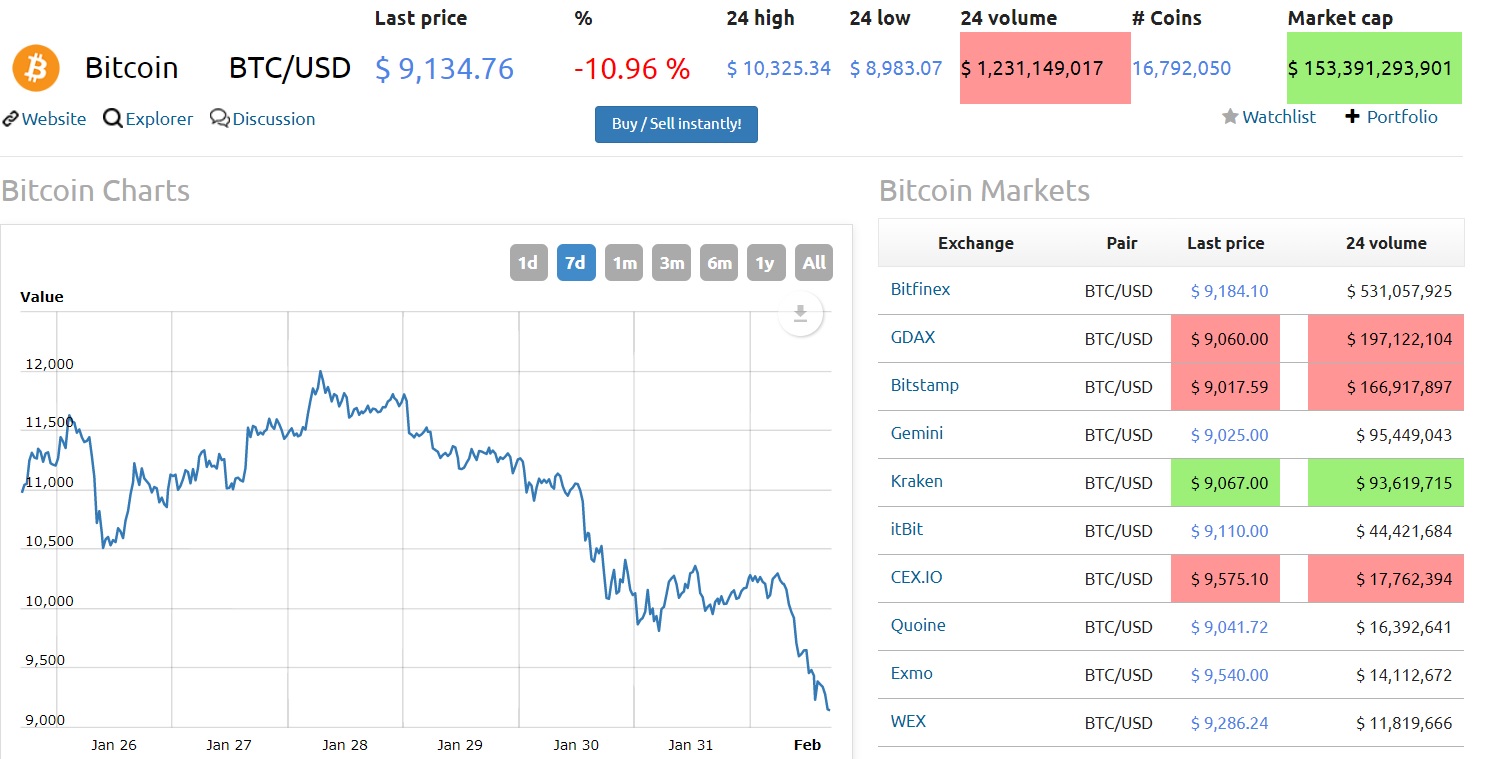 Last price % 24 high 24 low 24 volume # Coins Market cap
Bitcoin BTC/USD $ 9,134.76 -10.96 % $ 10,325.34 $ 8,983.07 $ 1,231,149,017 16,792,050 $ 153,391,293,901
Website Explorer Discussion Buy / Sell instantly! Watchlist Portfolio
Bitcoin Charts
1d 7d 1m 3m 6m 1y All
Value
12,000
11,500
11,000
10,500
10,000
9,500
9,000
Jan 26 Jan 27 Jan 28 Jan 29 Jan 30 Jan 31 Feb
Bitcoin Markets
Exchange Pair Last price 24 volume
Bitfinex BTC/USD $ 9,184.10 $ 531,057,925
GDAX BTC/USD $ 9,060.00 $ 197,122,104
Bitstamp BTC/USD $ 9,017.59 $ 166,917,897
Gemini BTC/USD $ 9,025.00 $ 95,449,043
Kraken BTC/USD $ 9,067.00 $ 93,619,715
itBit BTC/USD $ 9,110.00 $ 44,421,684
CEX.IO BTC/USD $ 9,575.10 $ 17,762,394
Quoine BTC/USD $ 9,041.72 $ 16,392,641
Exmo BTC/USD $ 9,540.00 $ 14,112,672
WEX BTC/USD $ 9,286.24 $ 11,819,666